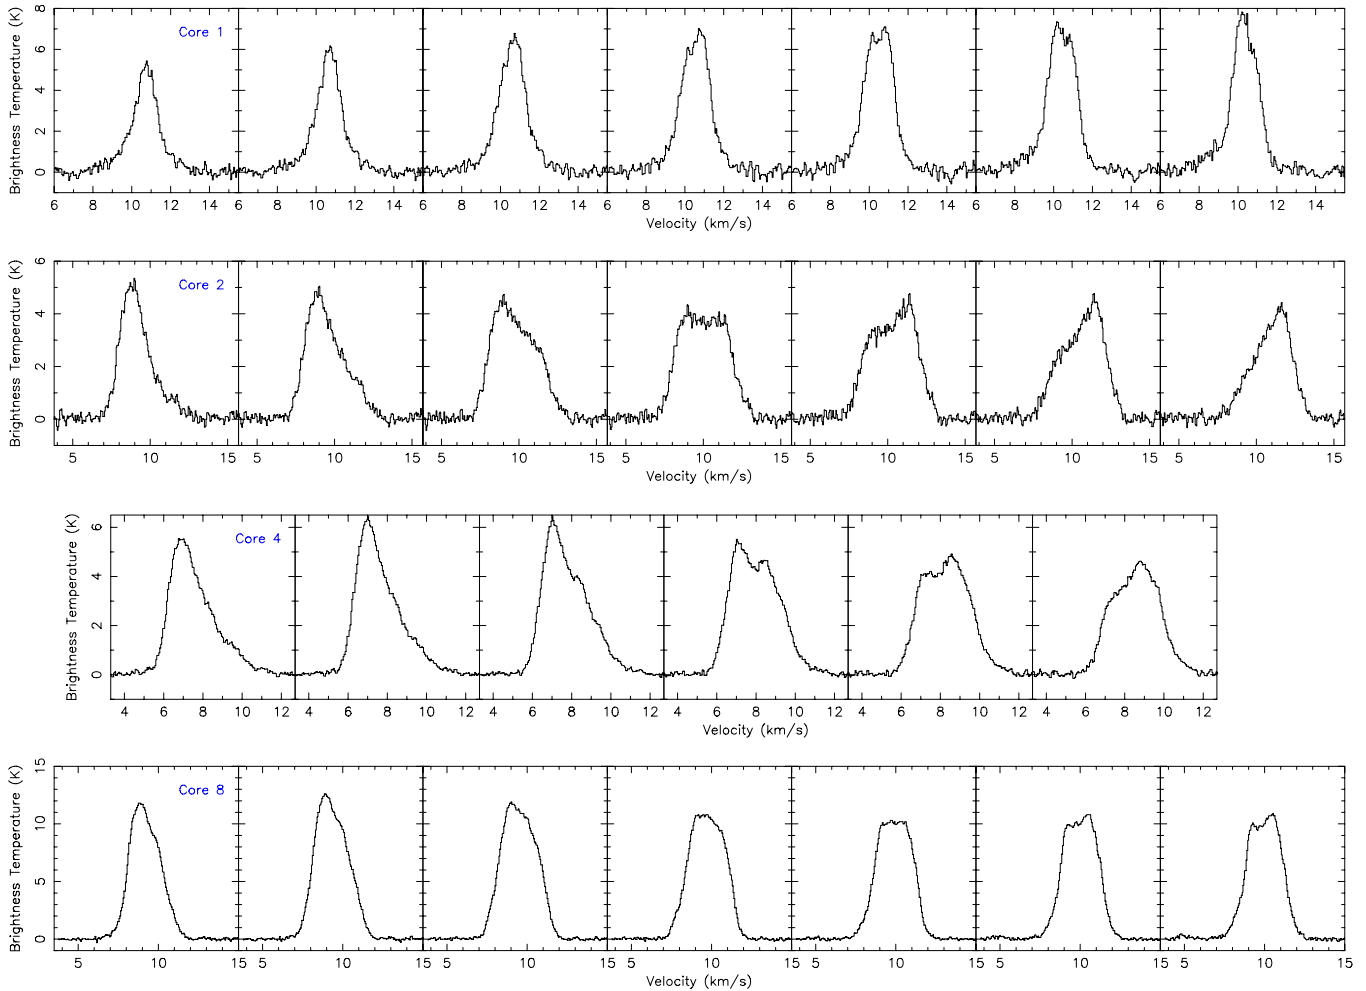 Brightness Temperature (K)
8
6
4
2
0
Core 1
6 8 10 12 14 6 8 10 12 14 6 8 10 12 14 6 8 10 12 14 6 8 10 12 14 6 8 10 12 14 6 8 10 12 14
Velocity (km/s)
Brightness Temperature (K)
6
4
2
0
Core 2
5 10 15 5 10 15 5 10 15 5 10 15 5 10 15 5 10 15 5 10 15
Velocity (km/s)
Brightness Temperature (K)
6
4
2
0
Core 4
4 6 8 10 12 4 6 8 10 12 4 6 8 10 12 4 6 8 10 12 4 6 8 10 12 4 6 8 10 12
Velocity (km/s)
Brightness Temperature (K)
15
10
5
0
Core 8
5 10 15 5 10 15 5 10 15 5 10 15 5 10 15 5 10 15 5 10 15
Velocity (km/s)